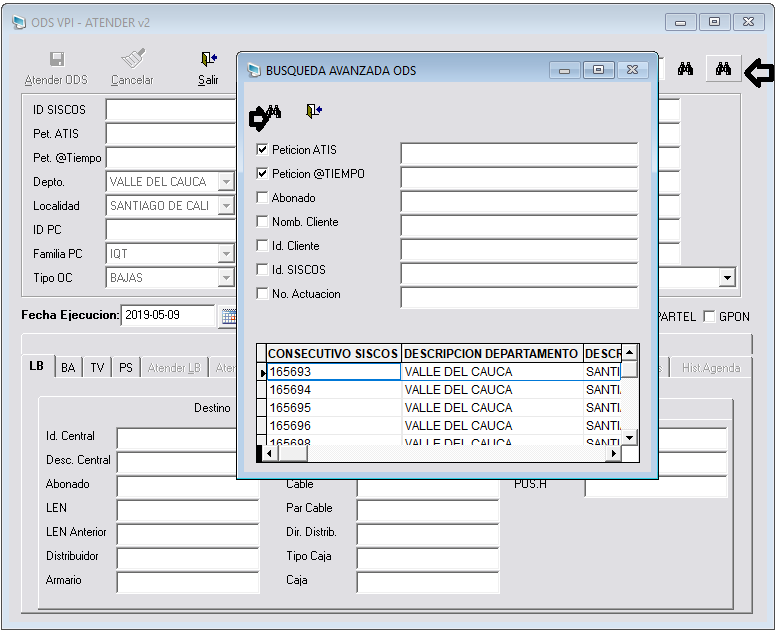 ODS VPI - ATENDER v2
Atender ODS
Cancelar
Salir
ID SISCOS
Pet. ATIS
Pet. @Tiempo
Depto.
VALLE DEL CAUCA
Localidad
SANTIAGO DE CALI
ID PC
Familia PC
IQT
Tipo OC
BAJAS
Fecha Ejecucion:
2019-05-09
PARTEL
GPON
LB
BA
TV
PS
Atender LB
Hist.Agenda
Destino
Id. Central
Desc. Central
Abonado
LEN
LEN Anterior
Distribuidor
Armario
Cable
Par Cable
Dir. Distrib.
Tipo Caja
Caja
POS.H
BUSQUEDA AVANZADA ODS
Peticion ATIS
Peticion @TIEMPO
Abonado
Nomb. Cliente
Id. Cliente
Id. SISCOS
No. Actuacion
CONSECUTIVO SISCOS DESCRIPCION DEPARTAMENTO DESCR
165693 VALLE DEL CAUCA SANTI
165694 VALLE DEL CAUCA SANTI
165695 VALLE DEL CAUCA SANTI
165696 VALLE DEL CAUCA SANTI
165698 VALLE DEL CAUCA SANTI